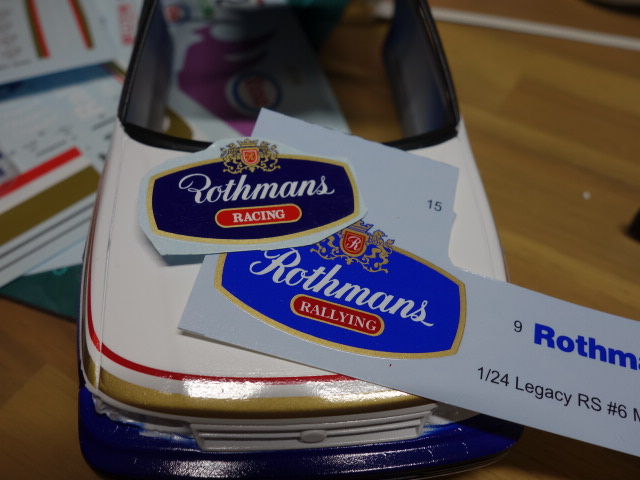 Rothmans
RACING
15
R
Rothmans
RALLYING
9 Rothma
1/24 Legacy RS #6 M